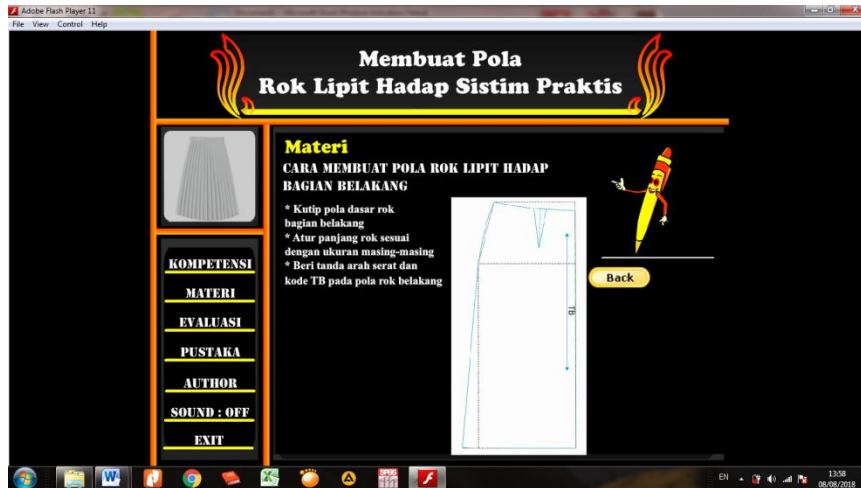 Adobe Flash Player 11
File View Control Help
Membuat Pola
Rok Lipit Hadap Sistim Praktis
Materi
CARA MEMBUAT POLA ROK LIPIT HADAP
BAGIAN BELAKANG
* Kutip pola dasar rok
bagian belakang
* Atur panjang rok sesuai
dengan ukuran masing-masing
* Beri tanda arah serat dan
kode TB pada pola rok belakang
TB
Back
KOMPETENSI
MATERI
EVALUASI
PUSTAKA
AUTHOR
SOUND : OFF
EXIT
SPSS
EN
13:58
08/08/2018